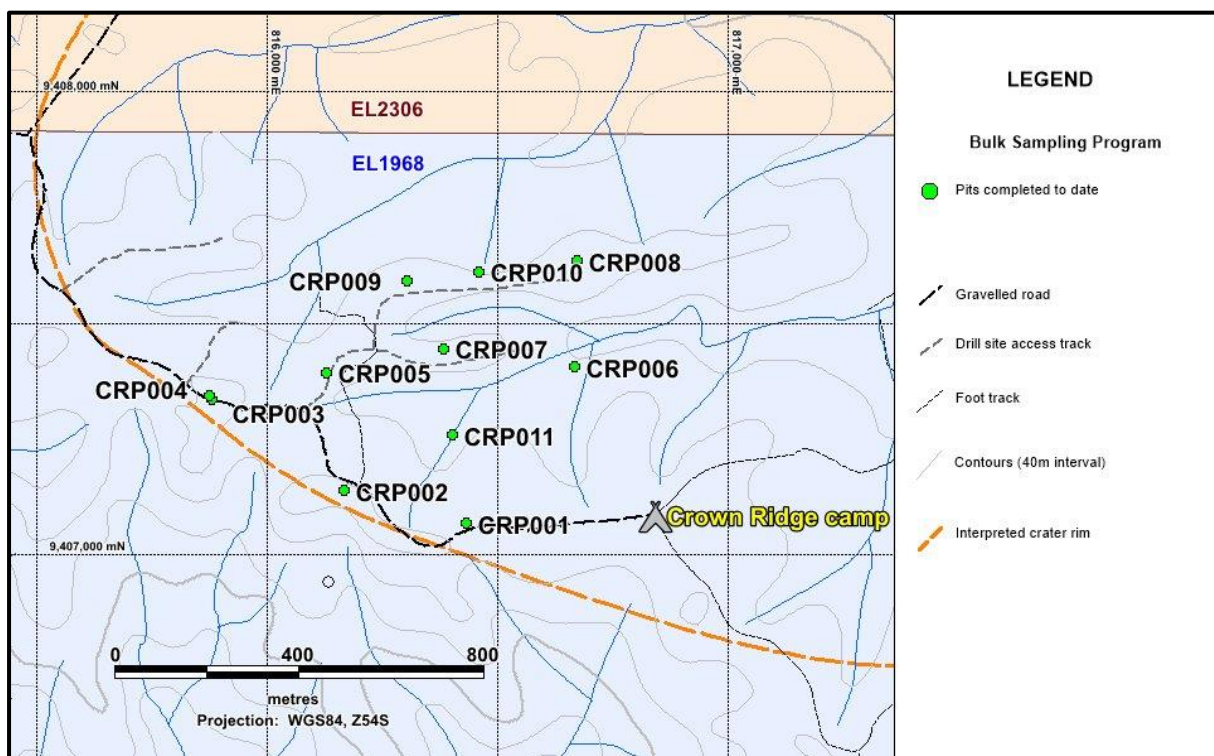 816,000 mE
817,000 mE
9,408,000 mN
EL2306
EL1968
CRP009
CRP010
CRP008
CRP007
CRP005
CRP006
CRP004
CRP003
CRP011
CRP002
CRP001
Crown Ridge camp
9,407,000 mN
0 400 800
metres
Projection: WGS84, Z54S
LEGEND
Bulk Sampling Program
Pits completed to date
Gravelled road
Drill site access track
Foot track
Contours (40m interval)
Interpreted crater rim